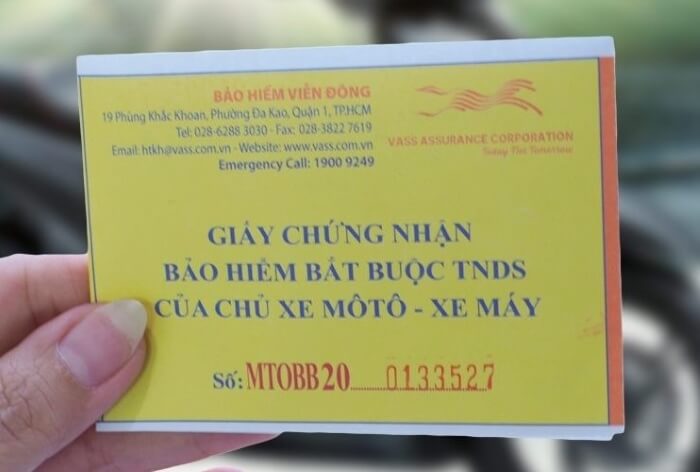 BẢO HIỂM VIỄN ĐÔNG
19 Phùng Khắc Khoan, Phường Đa Kao, Quận 1, TP.HCM
Tel: 028-6288 3030 - Fax: 028-3822 7619
Email: htkh@vass.com.vn - Website: www.vass.com.vn
Emergency Call: 1900 9249
VASS ASSURANCE CORPORATION
Today The Tomorrow
GIẤY CHỨNG NHẬN
BẢO HIỂM BẮT BUỘC TNDS
CỦA CHỦ XE MÔTÔ - XE MÁY
Số: MTOBB20 0133527